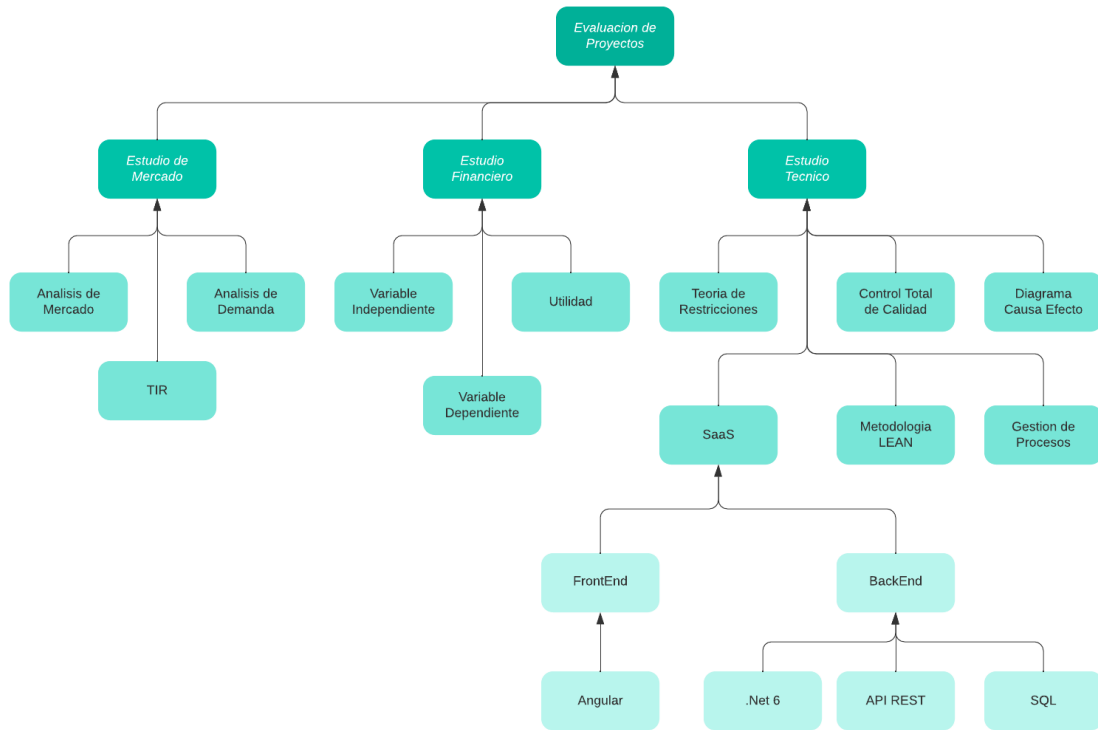 Evaluacion de
Proyectos
Estudio de
Mercado
Estudio
Financiero
Estudio
Tecnico
Analisis de
Mercado
Analisis de
Demanda
Variable
Independiente
Utilidad
Teoria de
Restricciones
Control Total
de Calidad
Diagrama
Causa Efecto
TIR
Variable
Dependiente
SaaS
Metodologia
LEAN
Gestion de
Procesos
FrontEnd
BackEnd
Angular
.Net 6
API REST
SQL